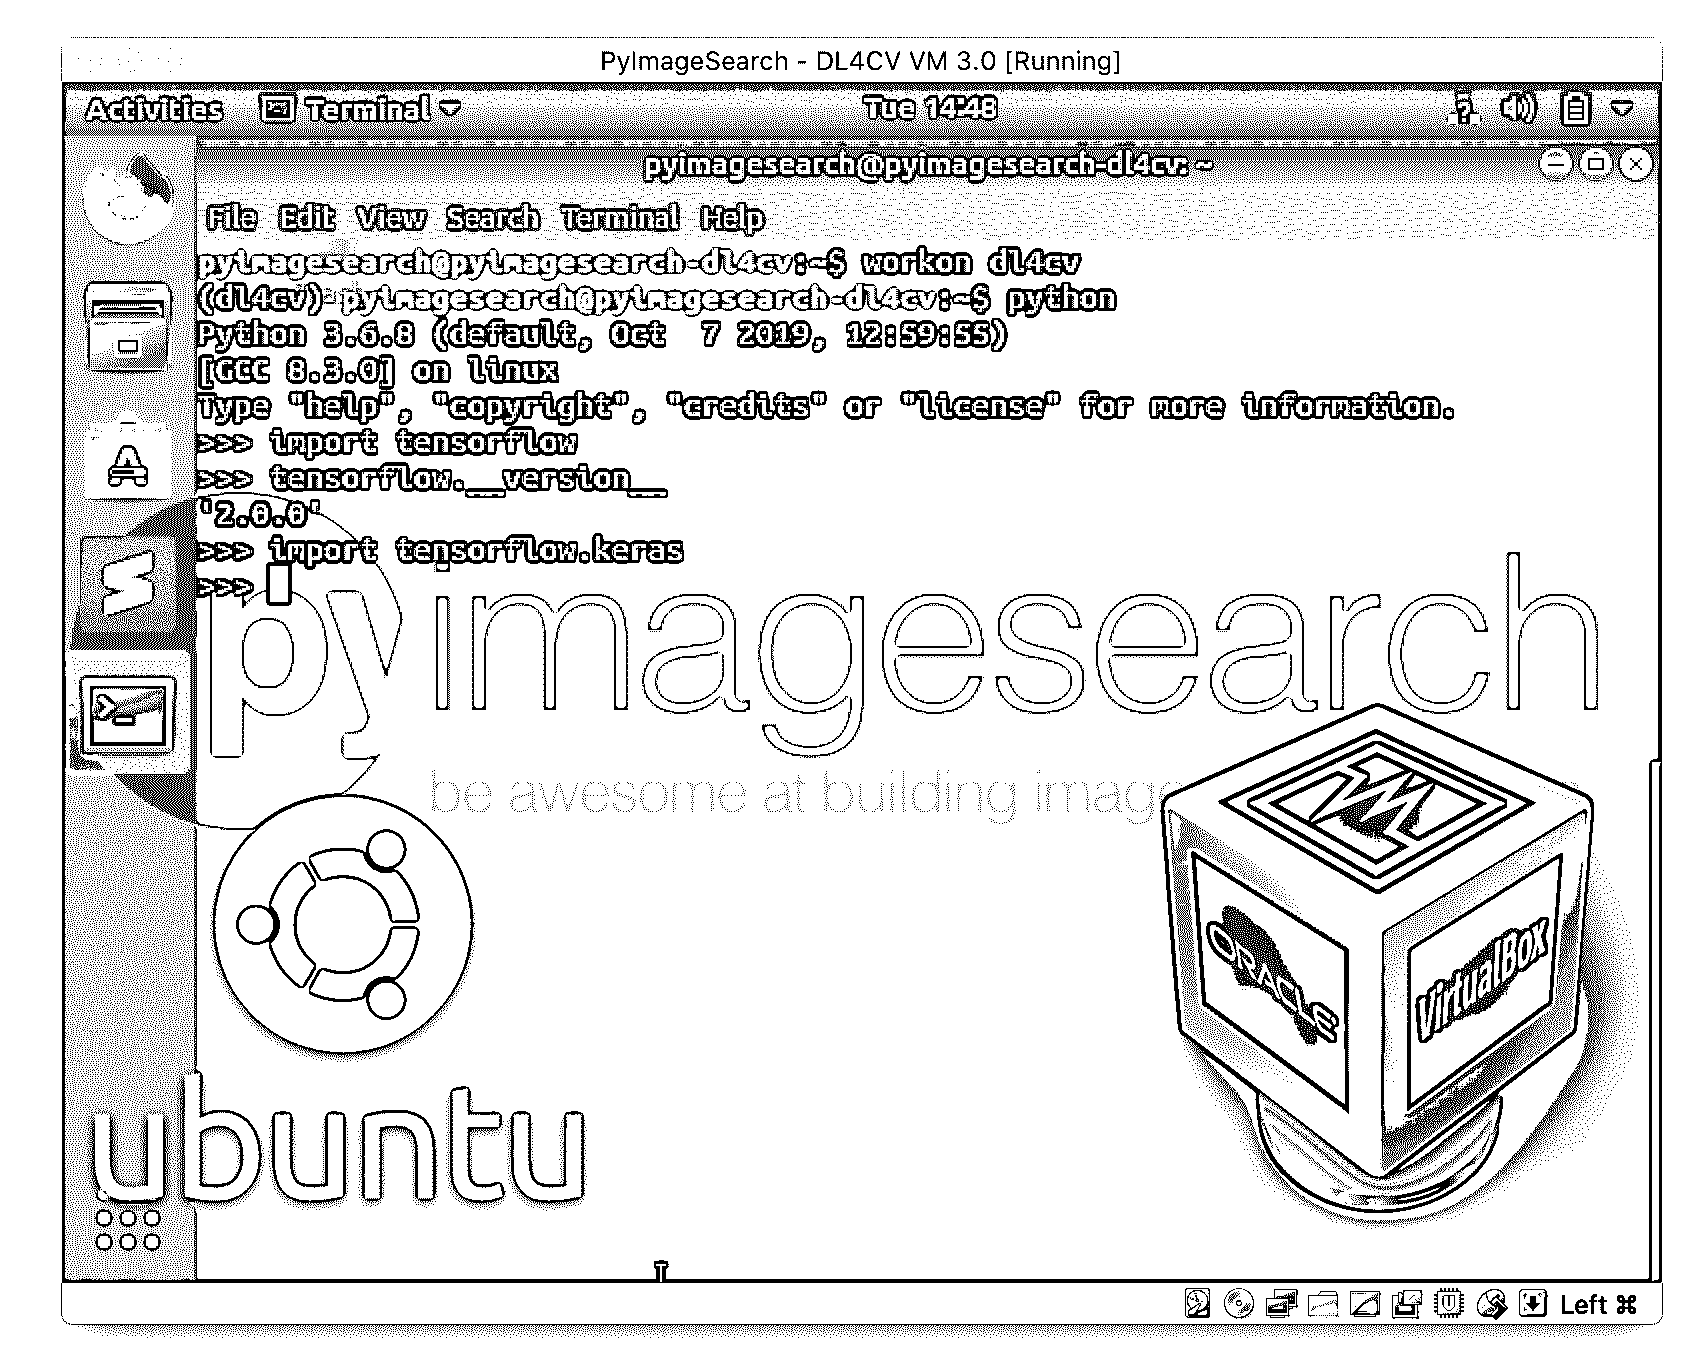 PyImageSearch - DL4CV VM 3.0 [Running]
Activities Terminal Tue 14:48
pyimagesearch@pyimagesearch-dl4cv: ~
File Edit View Search Terminal Help
pyimagesearch@pyimagesearch-dl4cv:~$ workon dl4cv
(dl4cv) pyimagesearch@pyimagesearch-dl4cv:~$ python
Python 3.6.8 (default, Oct  7 2019, 12:59:55)
[GCC 8.3.0] on linux
Type "help", "copyright", "credits" or "license" for more information.
>>> import tensorflow
>>> tensorflow.__version__
'2.0.0'
>>> import tensorflow.keras
>>>
pyimagesearch
be awesome at building image
ORACLE
VirtualBox
ubuntu
Left ⌘